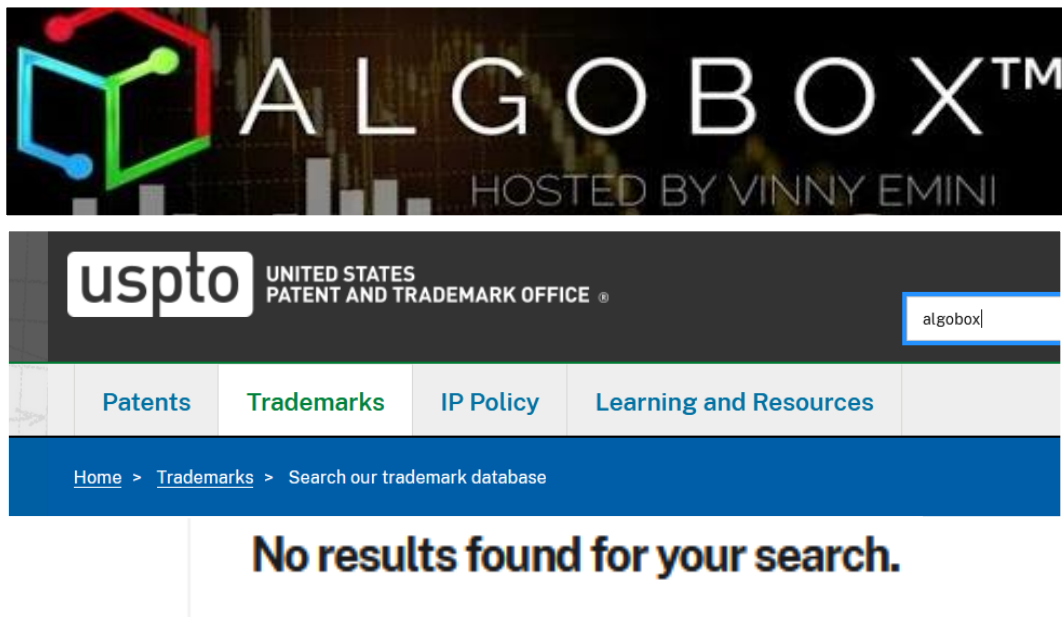 ALGOBOX™
HOSTED BY VINNY EMINI
uspto UNITED STATES
PATENT AND TRADEMARK OFFICE ®
algobox
Patents Trademarks IP Policy Learning and Resources
Home > Trademarks > Search our trademark database
No results found for your search.